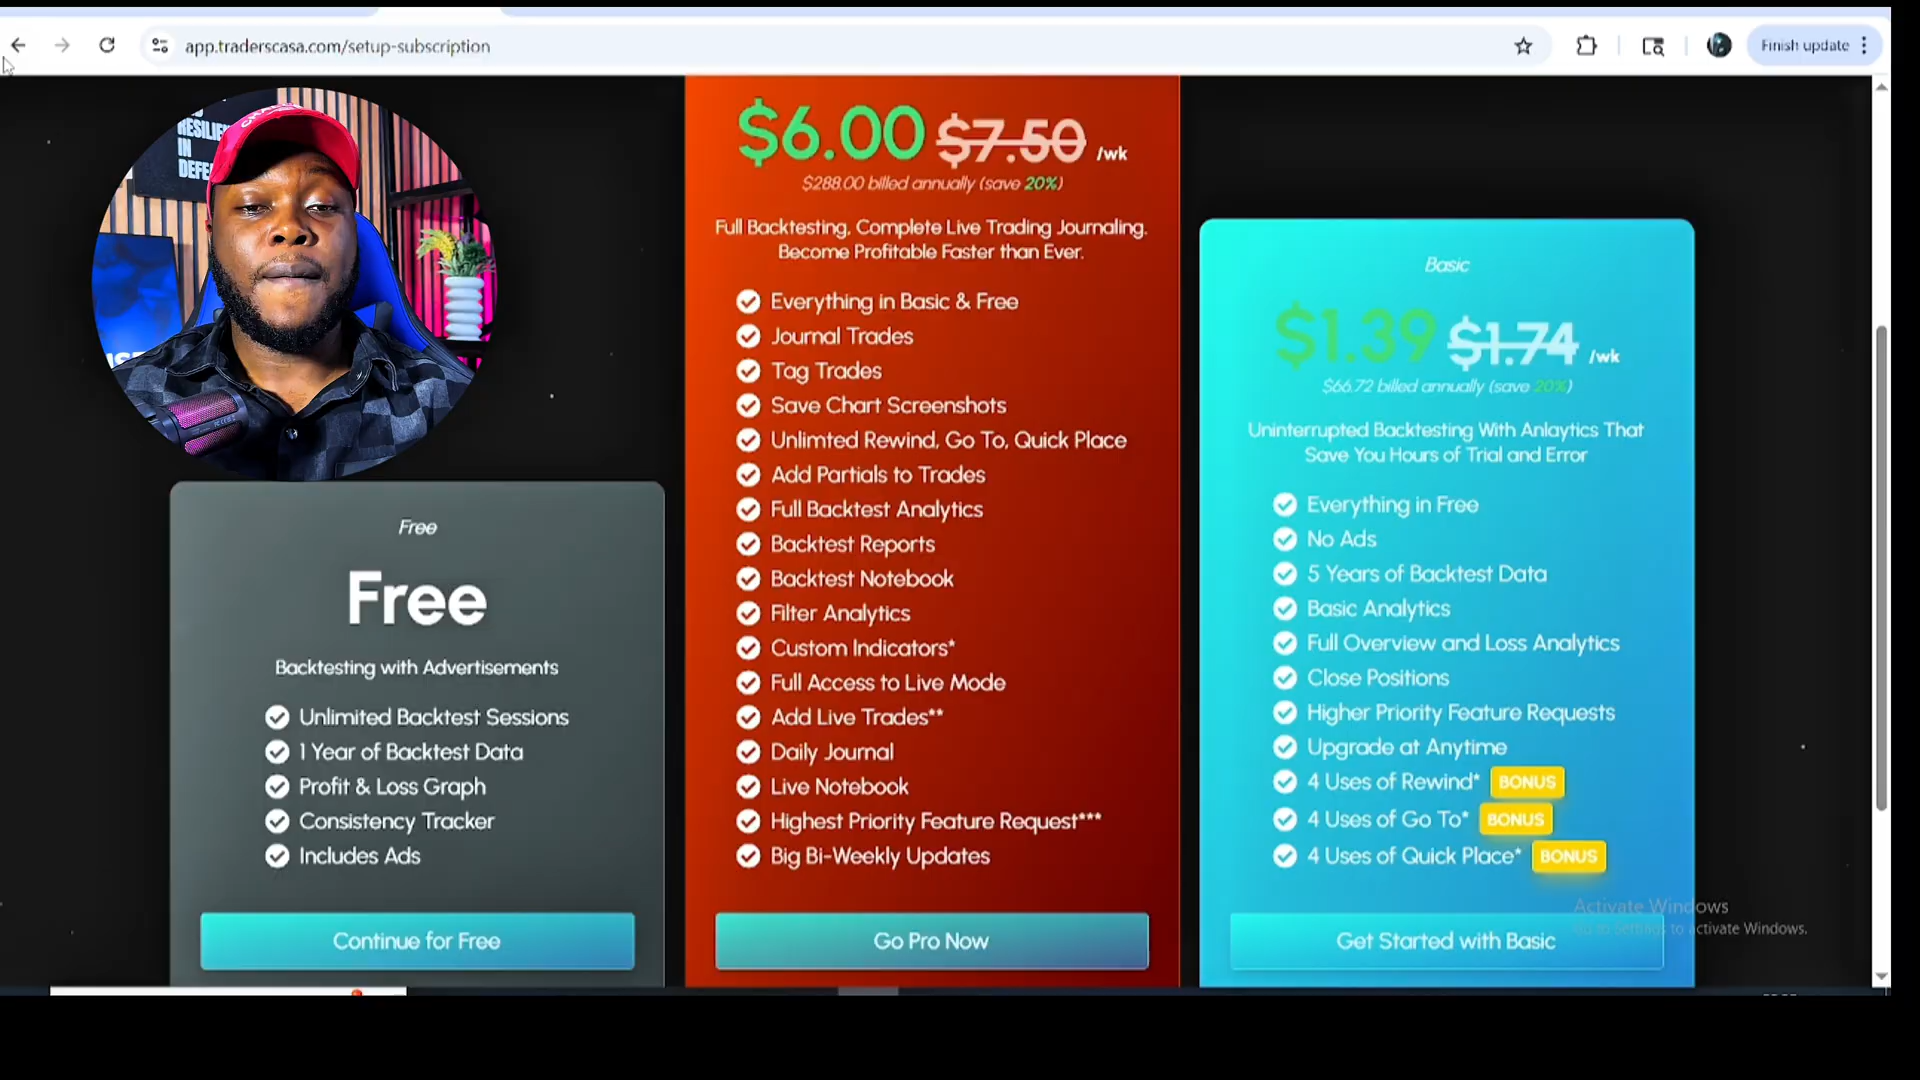 app.traderscasa.com/setup-subscription
Finish update
RESILIEN
IN
DEFE
Free
Free
Backtesting with Advertisements
Unlimited Backtest Sessions
1 Year of Backtest Data
Profit & Loss Graph
Consistency Tracker
Includes Ads
Continue for Free
$6.00 $7.50 /wk
$288.00 billed annually (save 20%)
Full Backtesting, Complete Live Trading Journaling.
Become Profitable Faster than Ever.
Everything in Basic & Free
Journal Trades
Tag Trades
Save Chart Screenshots
Unlimted Rewind, Go To, Quick Place
Add Partials to Trades
Full Backtest Analytics
Backtest Reports
Backtest Notebook
Filter Analytics
Custom Indicators*
Full Access to Live Mode
Add Live Trades**
Daily Journal
Live Notebook
Highest Priority Feature Request***
Big Bi-Weekly Updates
Go Pro Now
Basic
$1.39 $1.74 /wk
$66.72 billed annually (save 20%)
Uninterrupted Backtesting With Anlaytics That
Save You Hours of Trial and Error
Everything in Free
No Ads
5 Years of Backtest Data
Basic Analytics
Full Overview and Loss Analytics
Close Positions
Higher Priority Feature Requests
Upgrade at Anytime
4 Uses of Rewind* BONUS
4 Uses of Go To* BONUS
4 Uses of Quick Place* BONUS
Get Started with Basic
Activate Windows
Go to Settings to activate Windows.